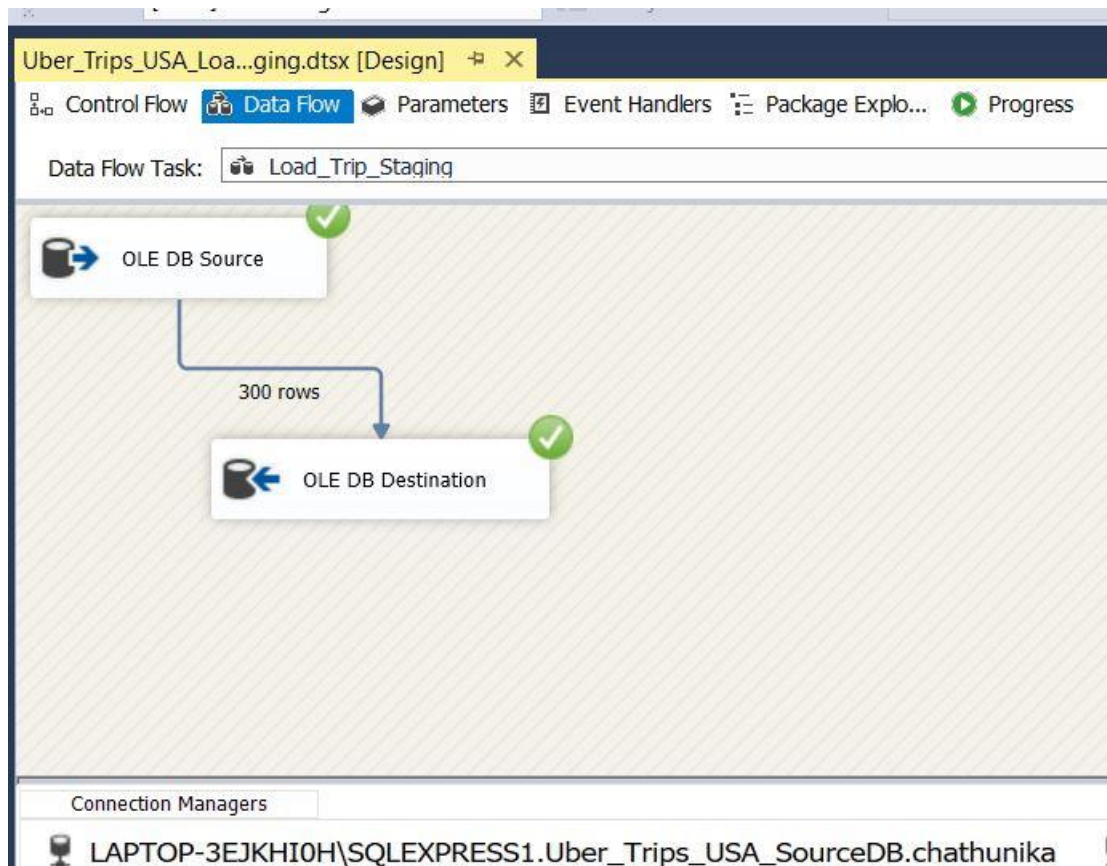 Uber_Trips_USA_Loa...ging.dtsx [Design]
Control Flow Data Flow Parameters Event Handlers Package Explo... Progress
Data Flow Task: Load_Trip_Staging
OLE DB Source
300 rows
OLE DB Destination
Connection Managers
LAPTOP-3EJKHI0H\SQLEXPRESS1.Uber_Trips_USA_SourceDB.chathunika